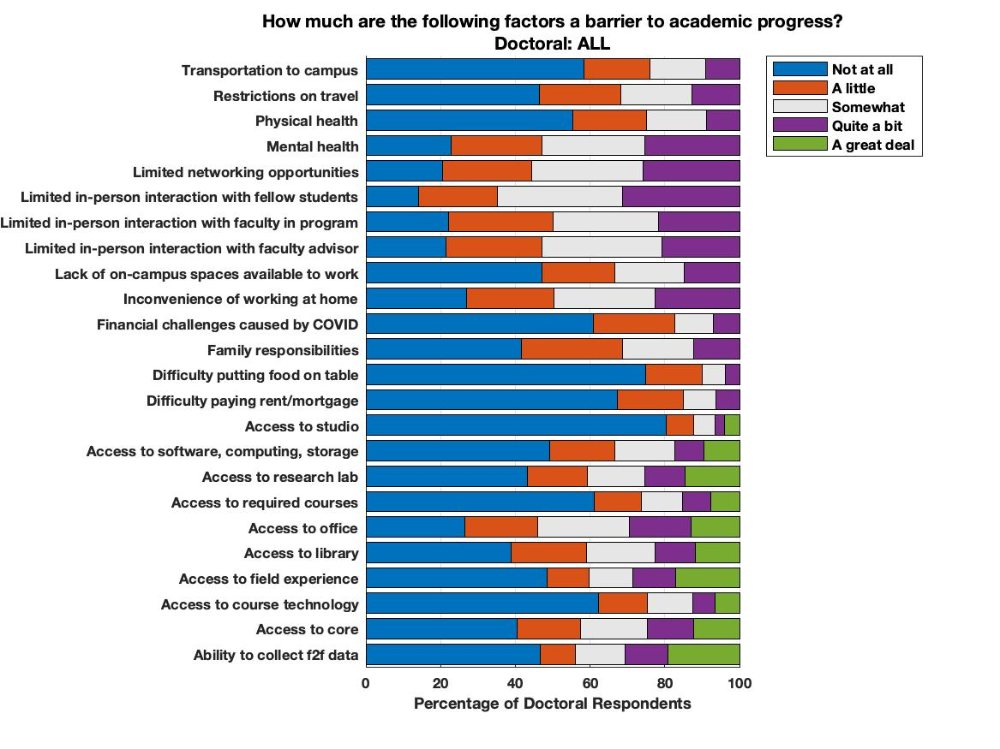 How much are the following factors a barrier to academic progress?
Doctoral: ALL
Transportation to campus
Restrictions on travel
Physical health
Mental health
Limited networking opportunities
Limited in-person interaction with fellow students
Limited in-person interaction with faculty in program
Limited in-person interaction with faculty advisor
Lack of on-campus spaces available to work
Inconvenience of working at home
Financial challenges caused by COVID
Family responsibilities
Difficulty putting food on table
Difficulty paying rent/mortgage
Access to studio
Access to software, computing, storage
Access to research lab
Access to required courses
Access to office
Access to library
Access to field experience
Access to course technology
Access to core
Ability to collect f2f data
0 20 40 60 80 100
Percentage of Doctoral Respondents
Not at all
A little
Somewhat
Quite a bit
A great deal